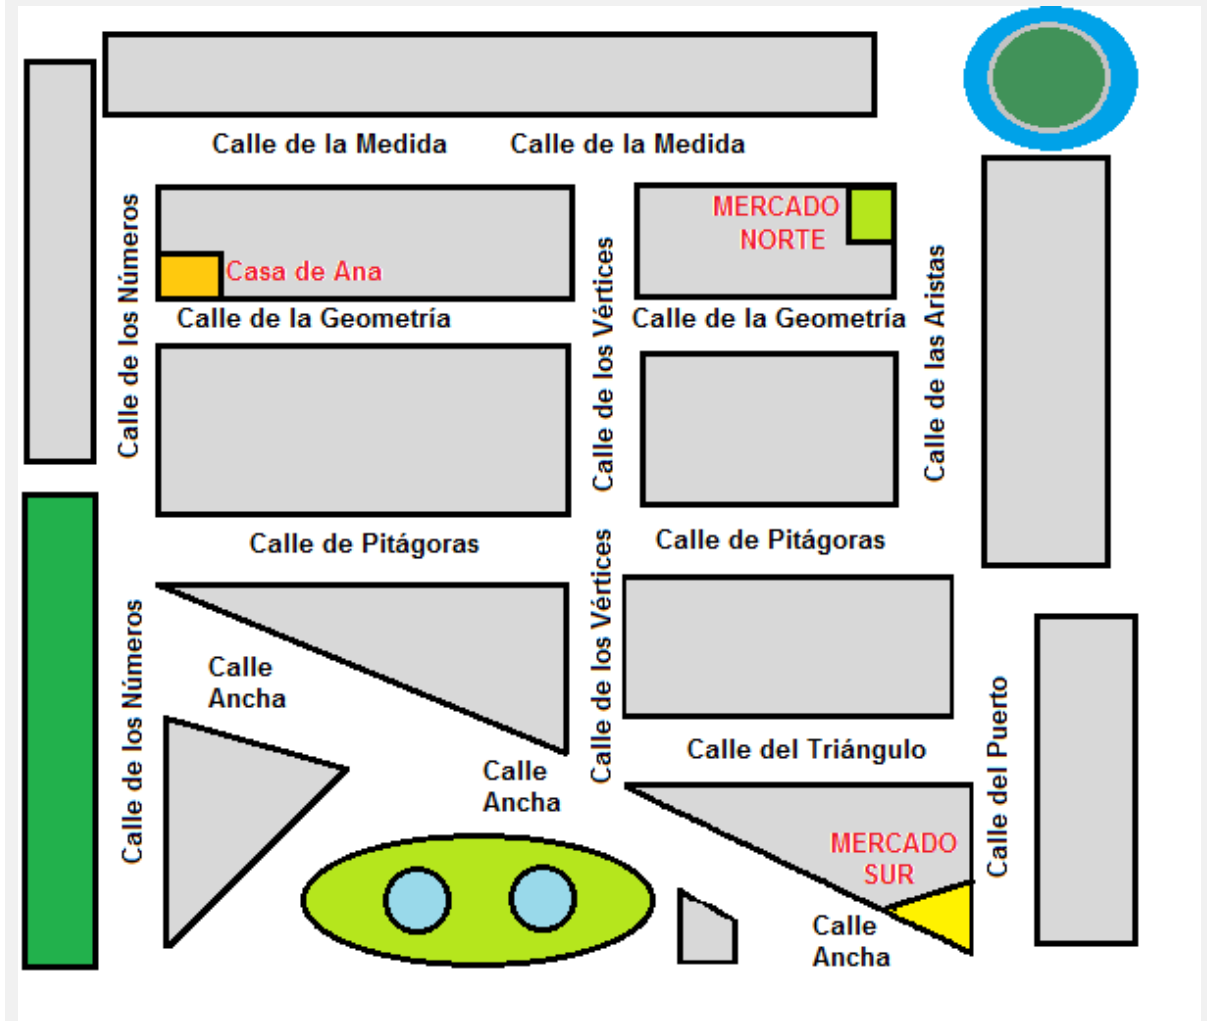 Calle de la Medida
Calle de la Medida
Calle de los Números
MERCADO
NORTE
Casa de Ana
Calle de los Vértices
Calle de las Aristas
Calle de la Geometría
Calle de la Geometría
Calle de Pitágoras
Calle de Pitágoras
Calle de los Números
Calle
Ancha
Calle de los Vértices
Calle del Puerto
Calle del Triángulo
Calle
Ancha
MERCADO
SUR
Calle
Ancha